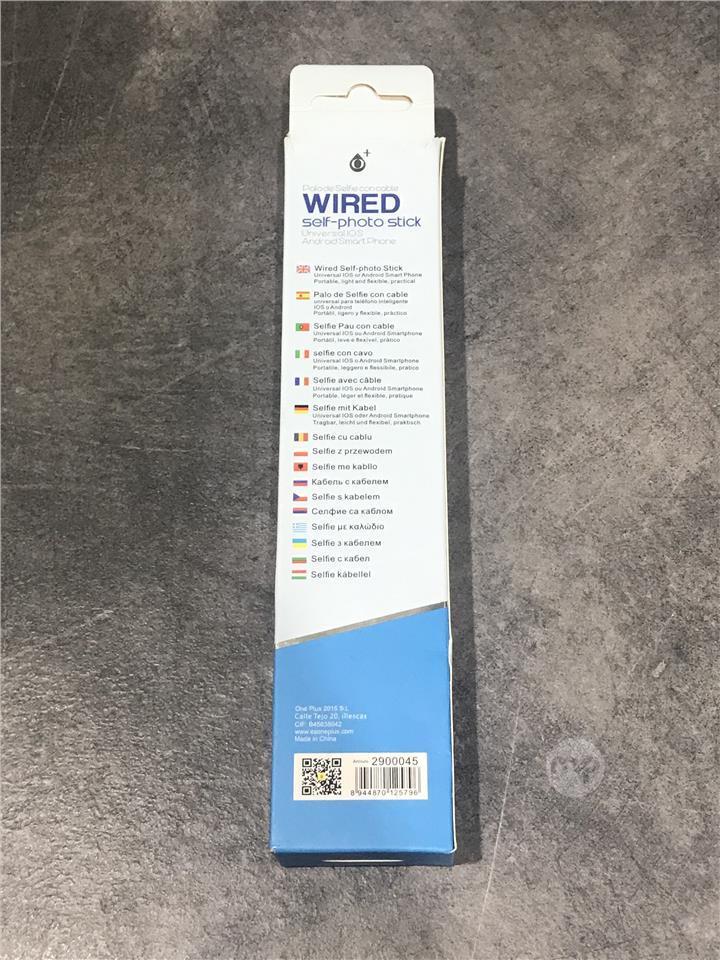 Palo de Selfie con cable
WIRED
self-photo stick
Universal IOS
Android Smart Phone
Wired Self-photo Stick
Universal IOS or Android Smart Phone
Portable, light and flexible, practical
Palo de Selfie con cable
universal para teléfono inteligente
IOS o Android
Portátil, ligero y flexible, práctico
Selfie Pau con cable
Universal IOS ou Android Smartphone
Portátil, leve e flexível, prático
selfie con cavo
Universal IOS o Android Smartphone
Portatile, leggero e flessibile, pratico
Selfie avec câble
Universal IOS ou Android Smartphone
Portable, léger et flexible, pratique
Selfie mit Kabel
Universal IOS oder Android Smartphone
Tragbar, leicht und flexibel, praktisch
Selfie cu cablu
Selfie z przewodem
Selfie me kabllo
Кабель с кабелем
Selfie s kabelem
Селфие са каблом
Selfie με καλώδιο
Selfie з кабелем
Selfie с кабел
Selfie kábellel
One Plus 2016 S.L
Calle Tejo 20, Illescas
CIF: B45838042
www.esoneplus.com
Made in China
2900045
8 944870 125796